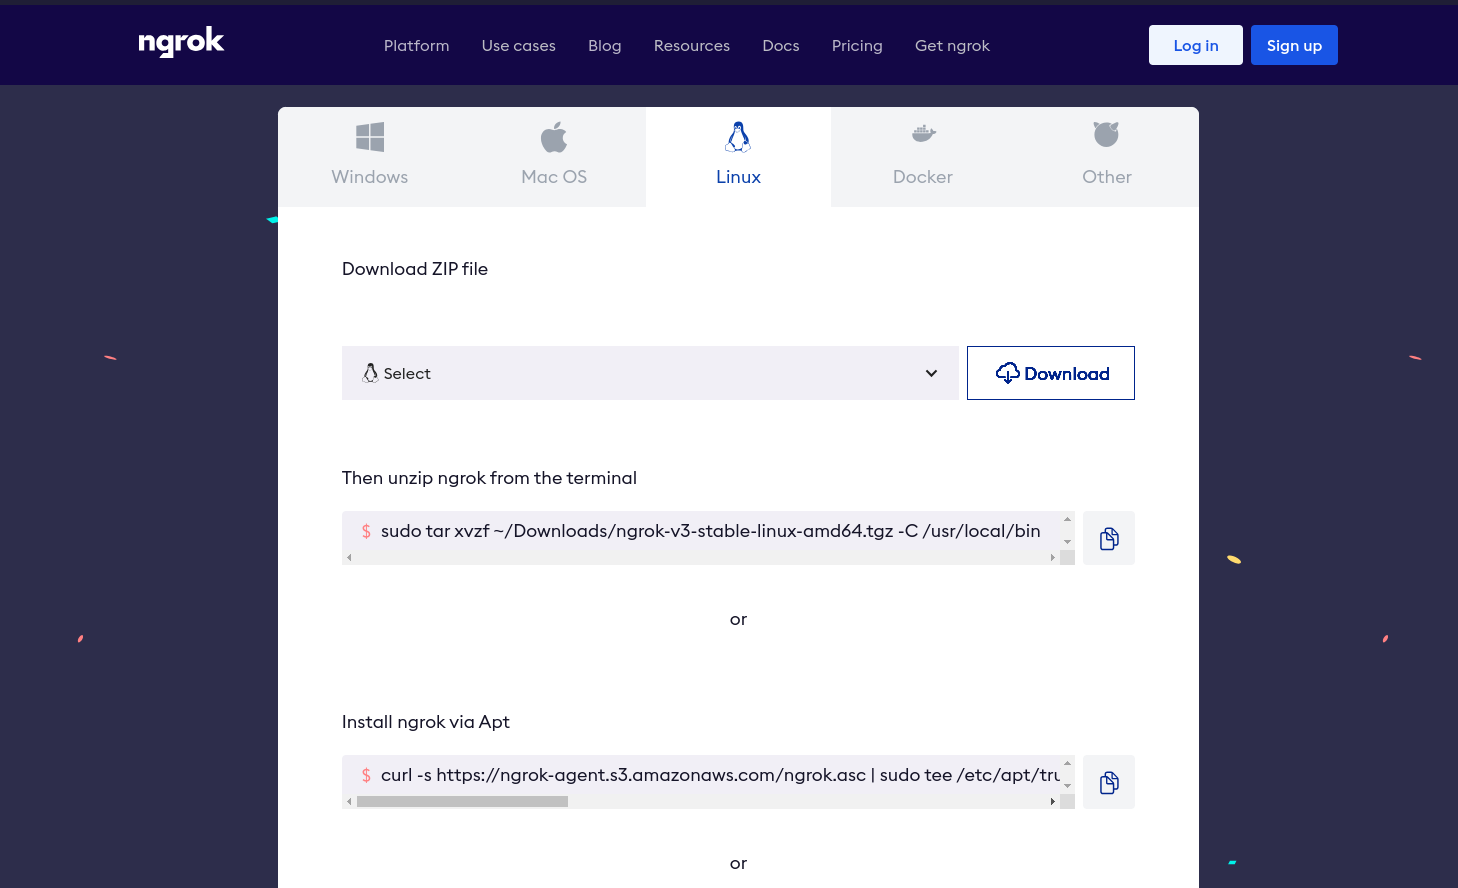 ngrok Platform Use cases Blog Resources Docs Pricing Get ngrok Log in Sign up
Windows Mac OS Linux Docker Other
Download ZIP file
Select Download
Then unzip ngrok from the terminal
$ sudo tar xvzf ~/Downloads/ngrok-v3-stable-linux-amd64.tgz -C /usr/local/bin
or
Install ngrok via Apt
$ curl -s https://ngrok-agent.s3.amazonaws.com/ngrok.asc | sudo tee /etc/apt/tru
or